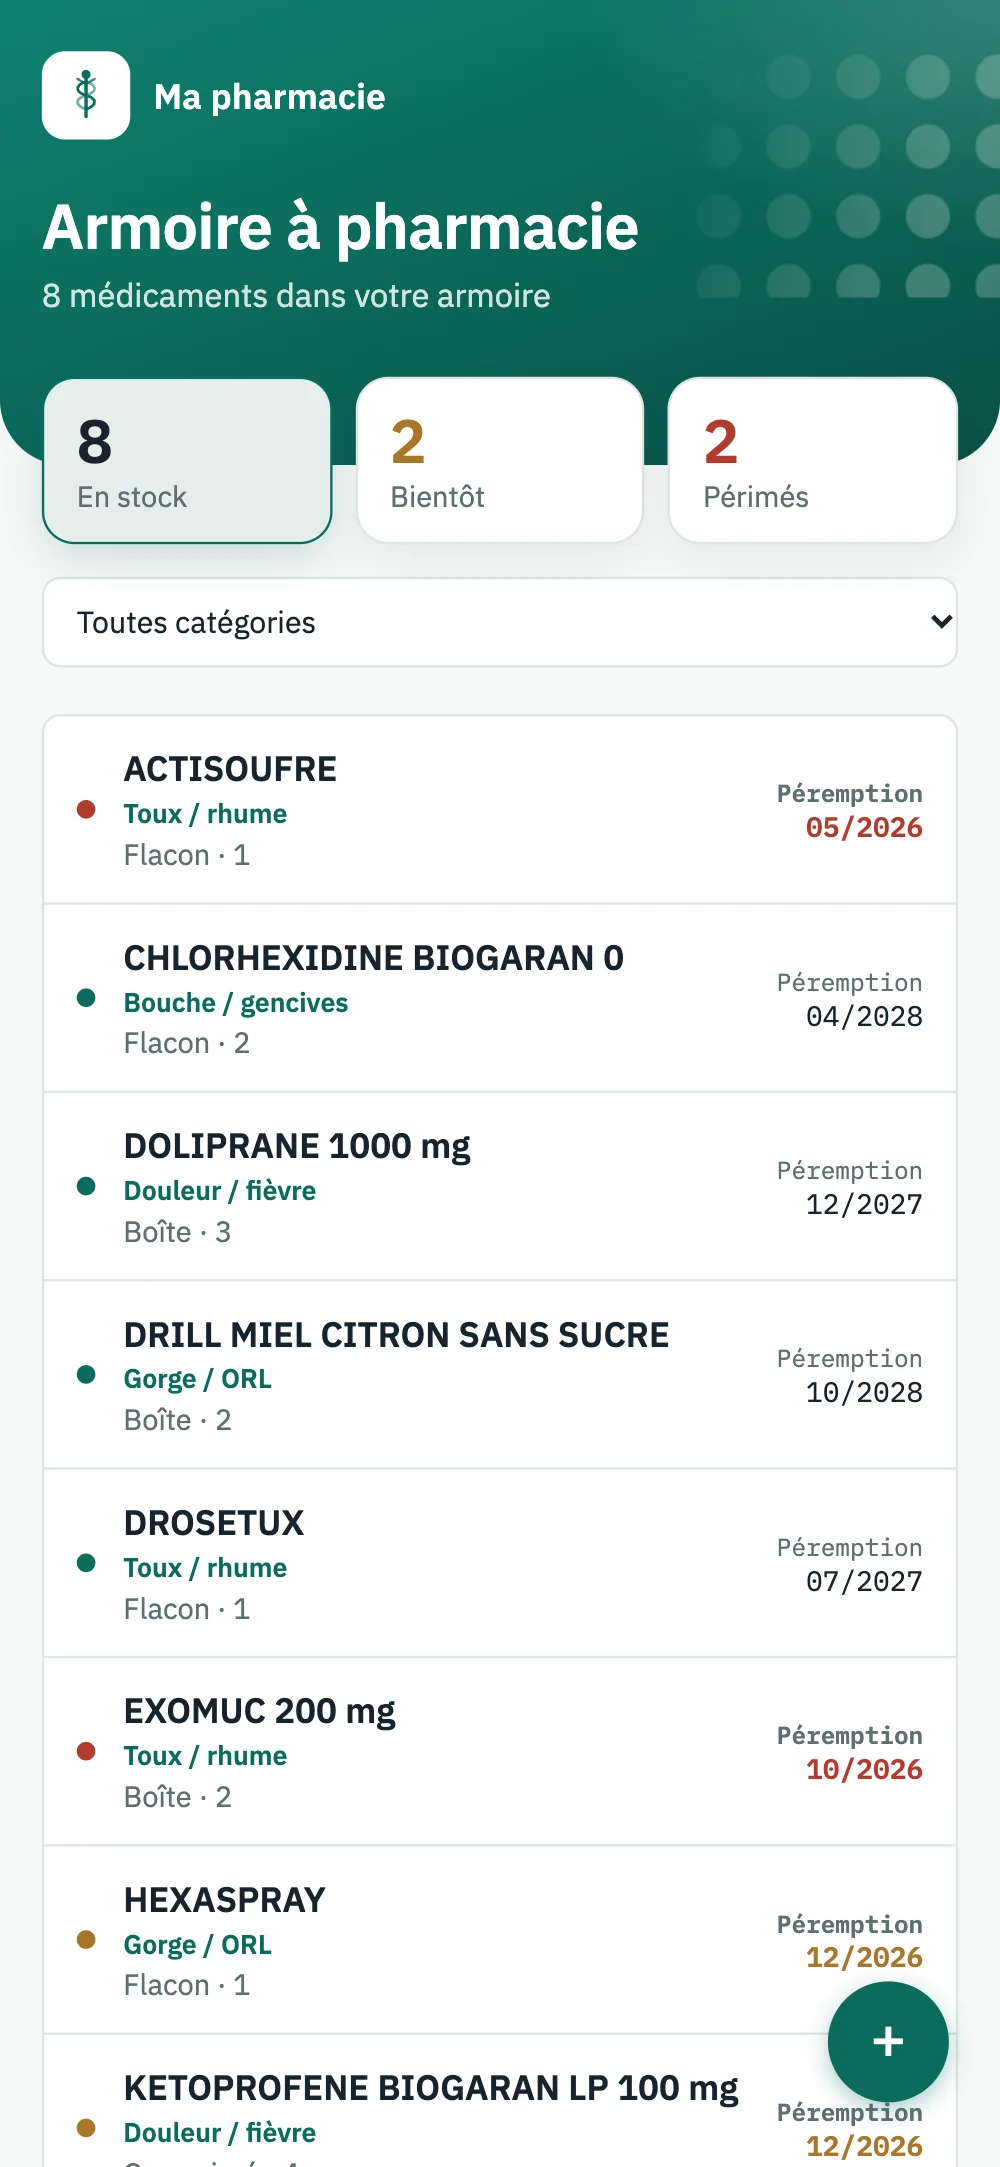 Ma pharmacie
Armoire à pharmacie
8 médicaments dans votre armoire
8
En stock
2
Bientôt
2
Périmés
Toutes catégories
ACTISOUFRE
Toux / rhume
Flacon · 1
Péremption
05/2026
CHLORHEXIDINE BIOGARAN 0
Bouche / gencives
Flacon · 2
Péremption
04/2028
DOLIPRANE 1000 mg
Douleur / fièvre
Boîte · 3
Péremption
12/2027
DRILL MIEL CITRON SANS SUCRE
Gorge / ORL
Boîte · 2
Péremption
10/2028
DROSETUX
Toux / rhume
Flacon · 1
Péremption
07/2027
EXOMUC 200 mg
Toux / rhume
Boîte · 2
Péremption
10/2026
HEXASPRAY
Gorge / ORL
Flacon · 1
Péremption
12/2026
+
KETOPROFENE BIOGARAN LP 100 mg
Douleur / fièvre
Péremption
12/2026